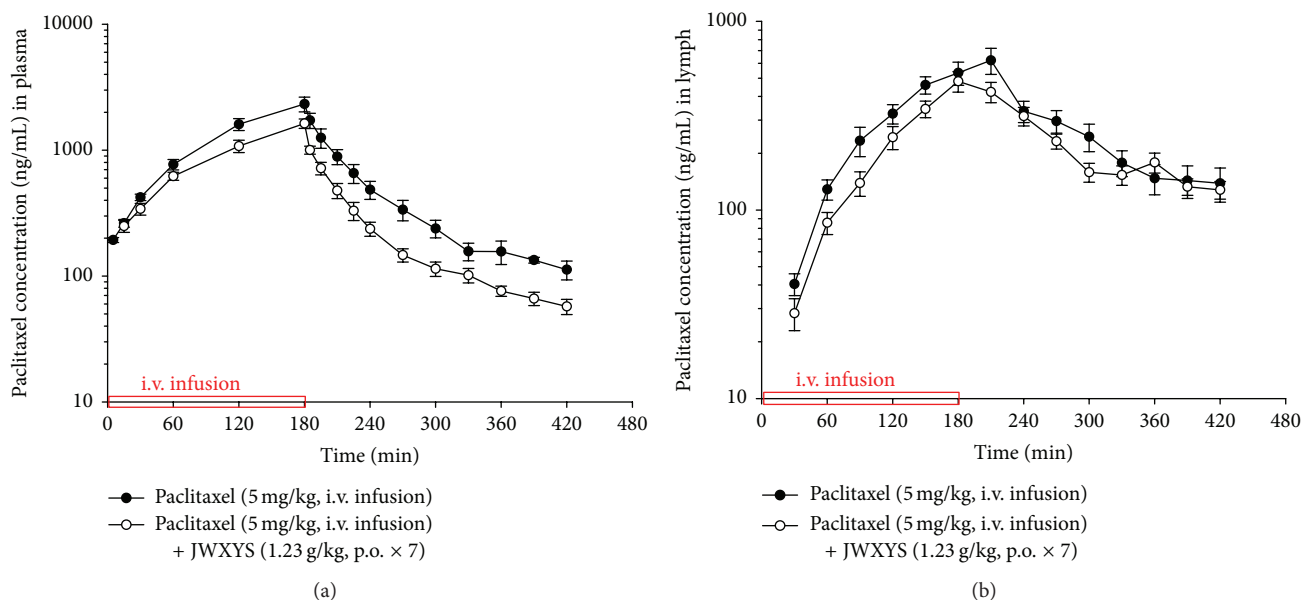 Paclitaxel concentration (ng/mL) in plasma
10000
1000
100
10
i.v. infusion
0 60 120 180 240 300 360 420 480
Time (min)
Paclitaxel (5 mg/kg, i.v. infusion)
Paclitaxel (5 mg/kg, i.v. infusion)
+ JWXYS (1.23 g/kg, p.o. × 7)
(a)
Paclitaxel concentration (ng/mL) in lymph
1000
100
10
i.v. infusion
0 60 120 180 240 300 360 420 480
Time (min)
Paclitaxel (5 mg/kg, i.v. infusion)
Paclitaxel (5 mg/kg, i.v. infusion)
+ JWXYS (1.23 g/kg, p.o. × 7)
(b)